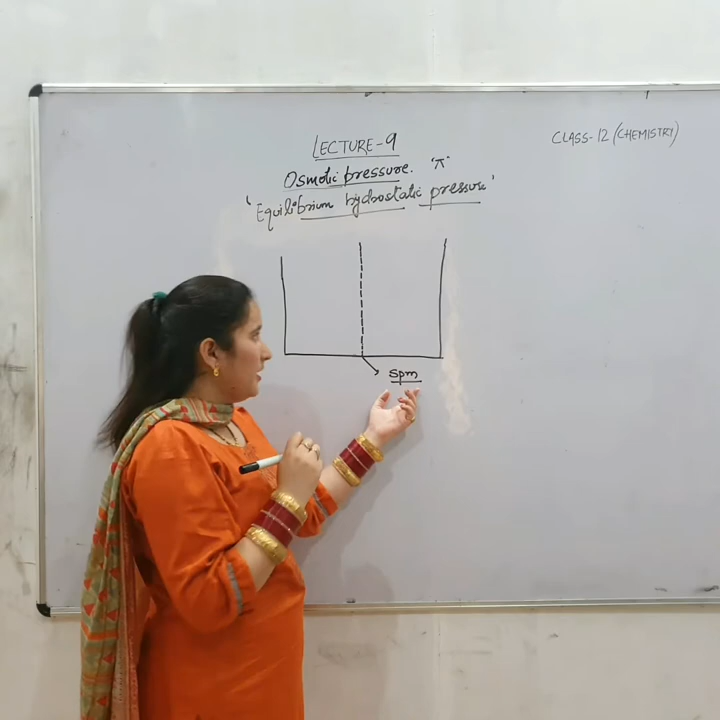 LECTURE-9
CLASS-12 (CHEMISTRY)
Osmotic pressure. "π"
'Equilibrium hydrostatic pressure'
Spm